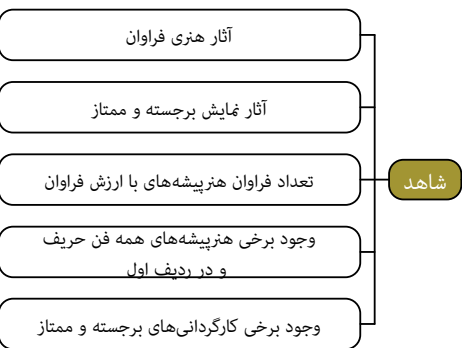 آثار هنری فراوان
آثار نمایش برجسته و ممتاز
شاهد
تعداد فراوان هنرپیشه‌های با ارزش فراوان
وجود برخی هنرپیشه‌های همه فن حریف
و در ردیف اول
وجود برخی کارگردانی‌های برجسته و ممتاز